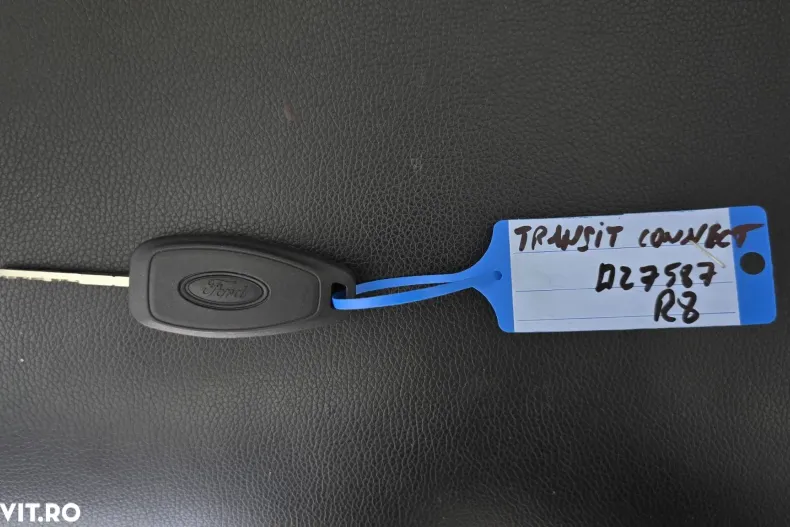 Ford
TRANSIT CONNECT
D27587
R8
VIT.RO